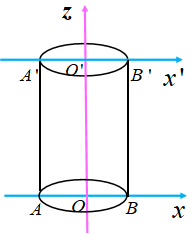 z
A' O' B' x'
A O B x